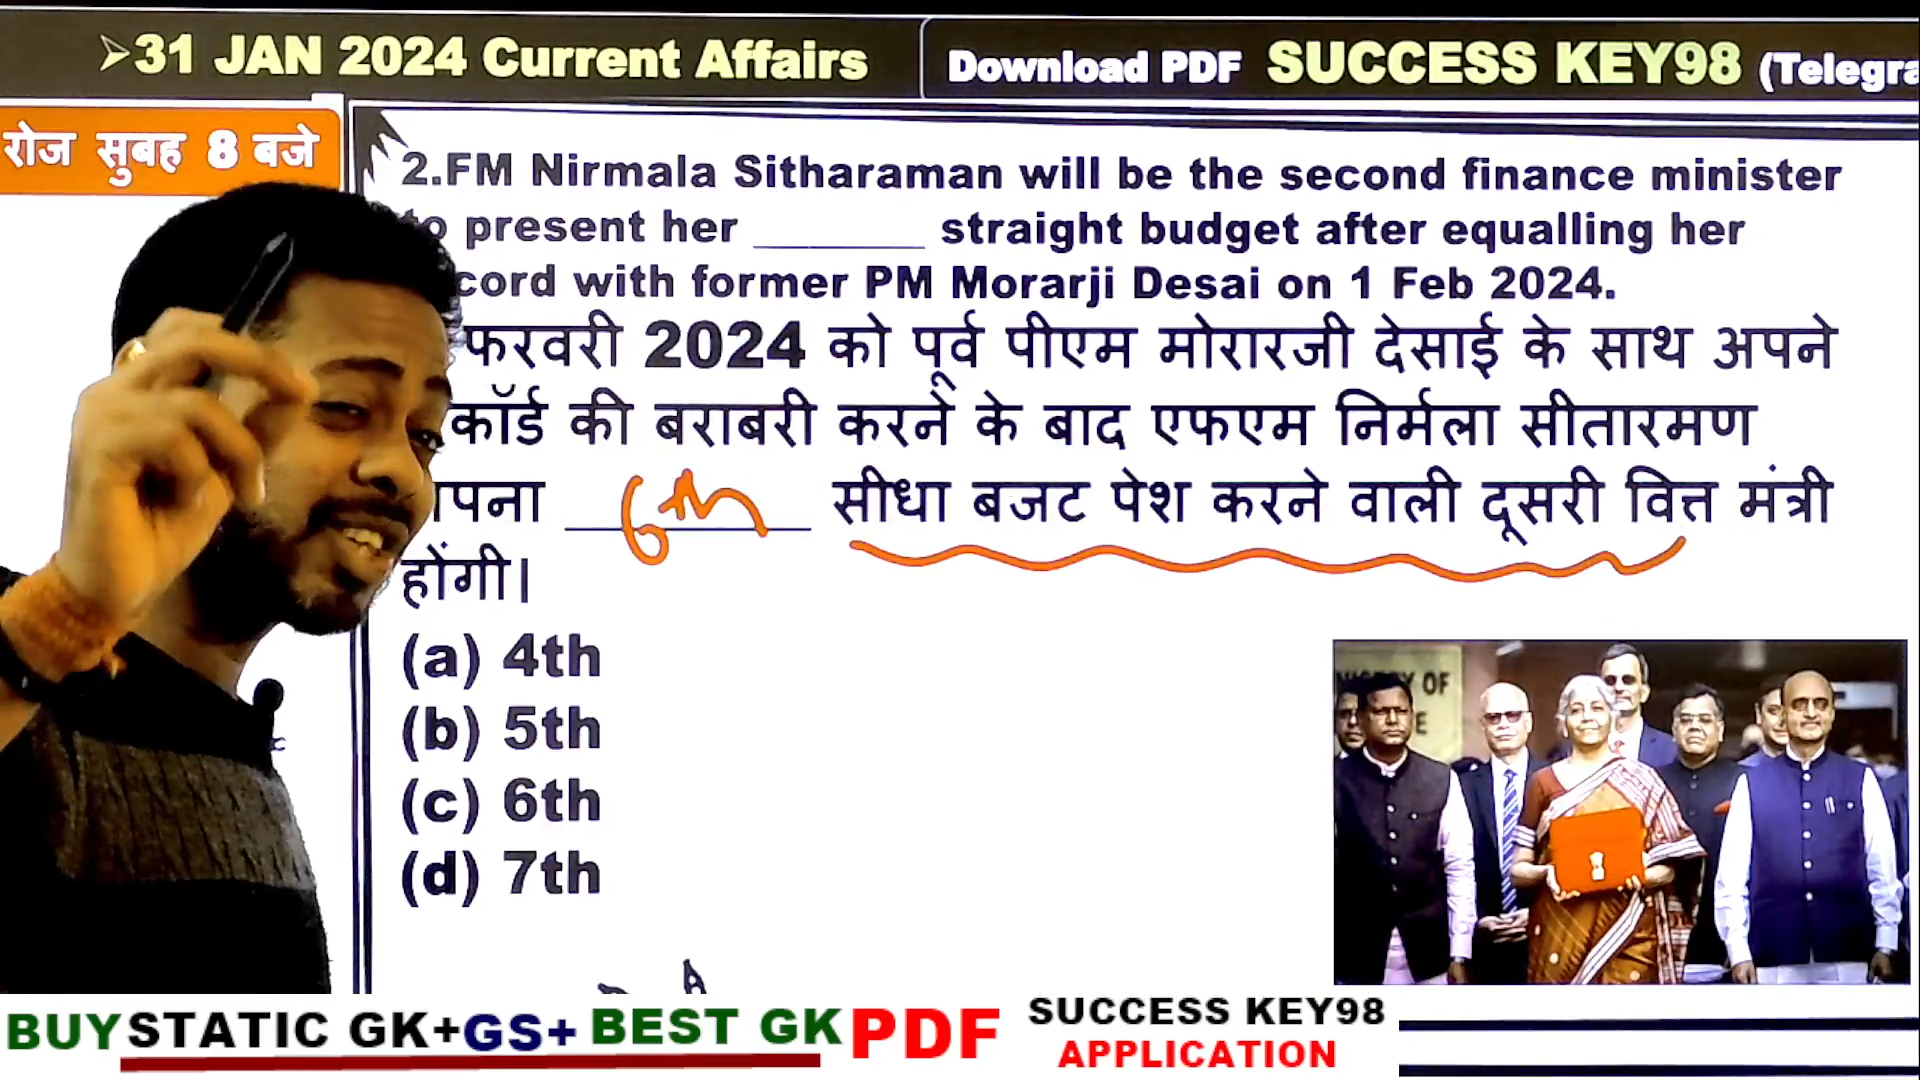 ➢31 JAN 2024 Current Affairs
Download PDF SUCCESS KEY98 (Telegra
रोज सुबह 8 बजे
2.FM Nirmala Sitharaman will be the second finance minister
o present her _______ straight budget after equalling her
cord with former PM Morarji Desai on 1 Feb 2024.
फरवरी 2024 को पूर्व पीएम मोरारजी देसाई के साथ अपने
कॉर्ड की बराबरी करने के बाद एफएम निर्मला सीतारमण
पना 6th सीधा बजट पेश करने वाली दूसरी वित्त मंत्री
होंगी।
(a) 4th
(b) 5th
(c) 6th
(d) 7th
OF
BUY STATIC GK+GS+ BEST GK PDF
SUCCESS KEY98
APPLICATION